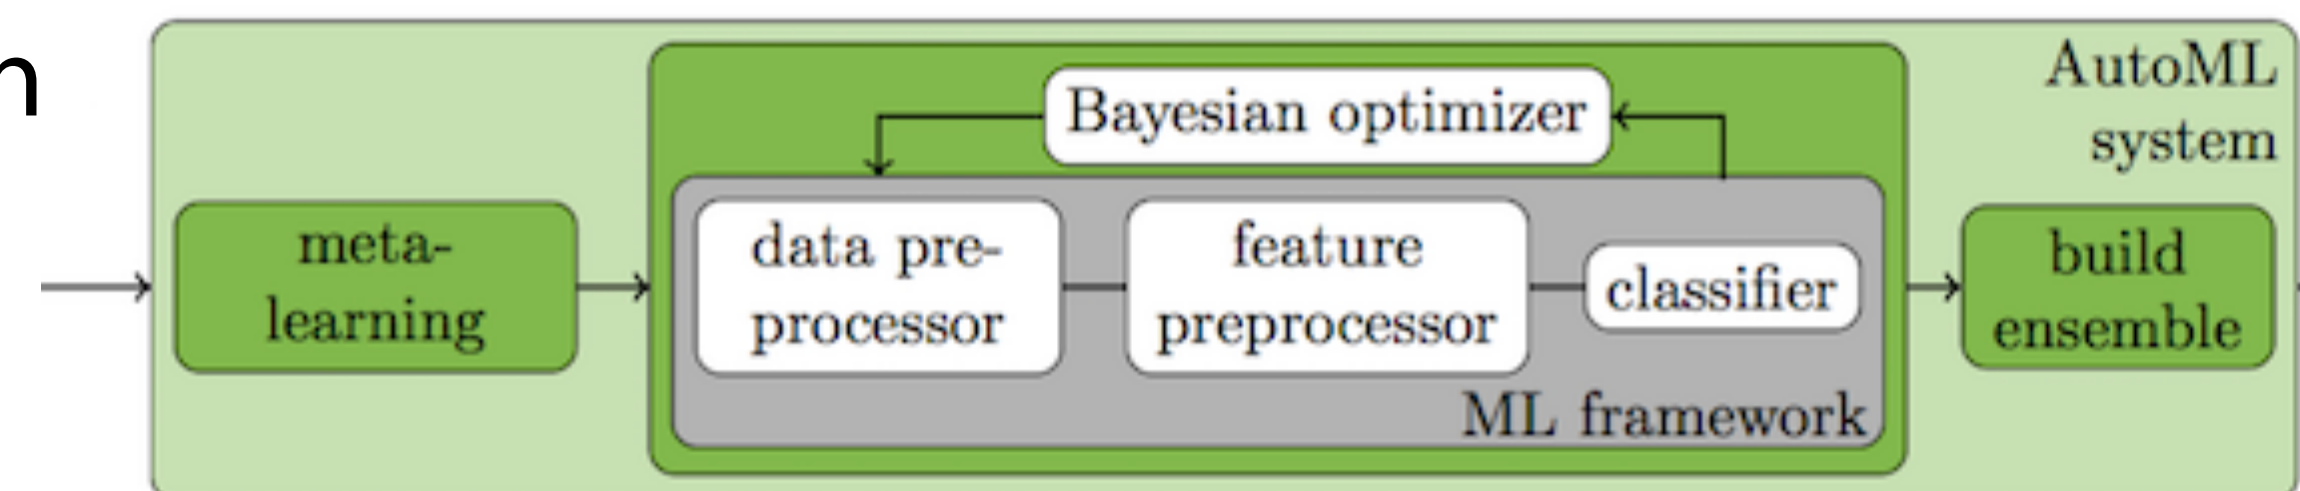 n
AutoML
system
Bayesian optimizer
meta-
learning
data pre-
processor
feature
preprocessor
classifier
ML framework
build
ensemble